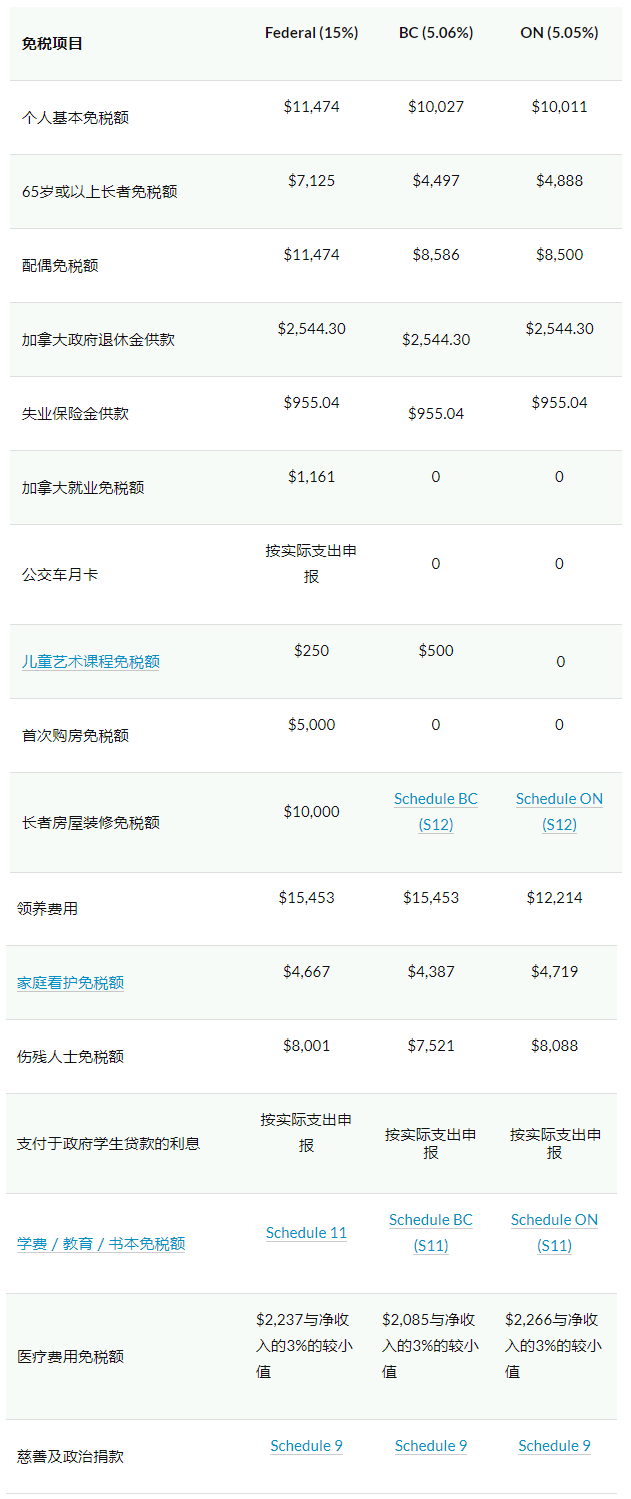 免税项目 Federal (15%) BC (5.06%) ON (5.05%)
个人基本免税额 $11,474 $10,027 $10,011
65岁或以上长者免税额 $7,125 $4,497 $4,888
配偶免税额 $11,474 $8,586 $8,500
加拿大政府退休金供款 $2,544.30 $2,544.30 $2,544.30
失业保险金供款 $955.04 $955.04 $955.04
加拿大就业免税额 $1,161 0 0
公交车月卡 按实际支出申 0 0
报
儿童艺术课程免税额 $250 $500 0
首次购房免税额 $5,000 0 0
长者房屋装修免税额 $10,000 Schedule BC Schedule ON
(S12) (S12)
领养费用 $15,453 $15,453 $12,214
家庭看护免税额 $4,667 $4,387 $4,719
伤残人士免税额 $8,001 $7,521 $8,088
支付于政府学生贷款的利息 按实际支出申 按实际支出申 按实际支出申
报 报 报
学费 / 教育 / 书本免税额 Schedule 11 Schedule BC Schedule ON
(S11) (S11)
$2,237与净收 $2,085与净收 $2,266与净收
医疗费用免税额 入的3%的较小 入的3%的较小 入的3%的较小
值 值 值
慈善及政治捐款 Schedule 9 Schedule 9 Schedule 9